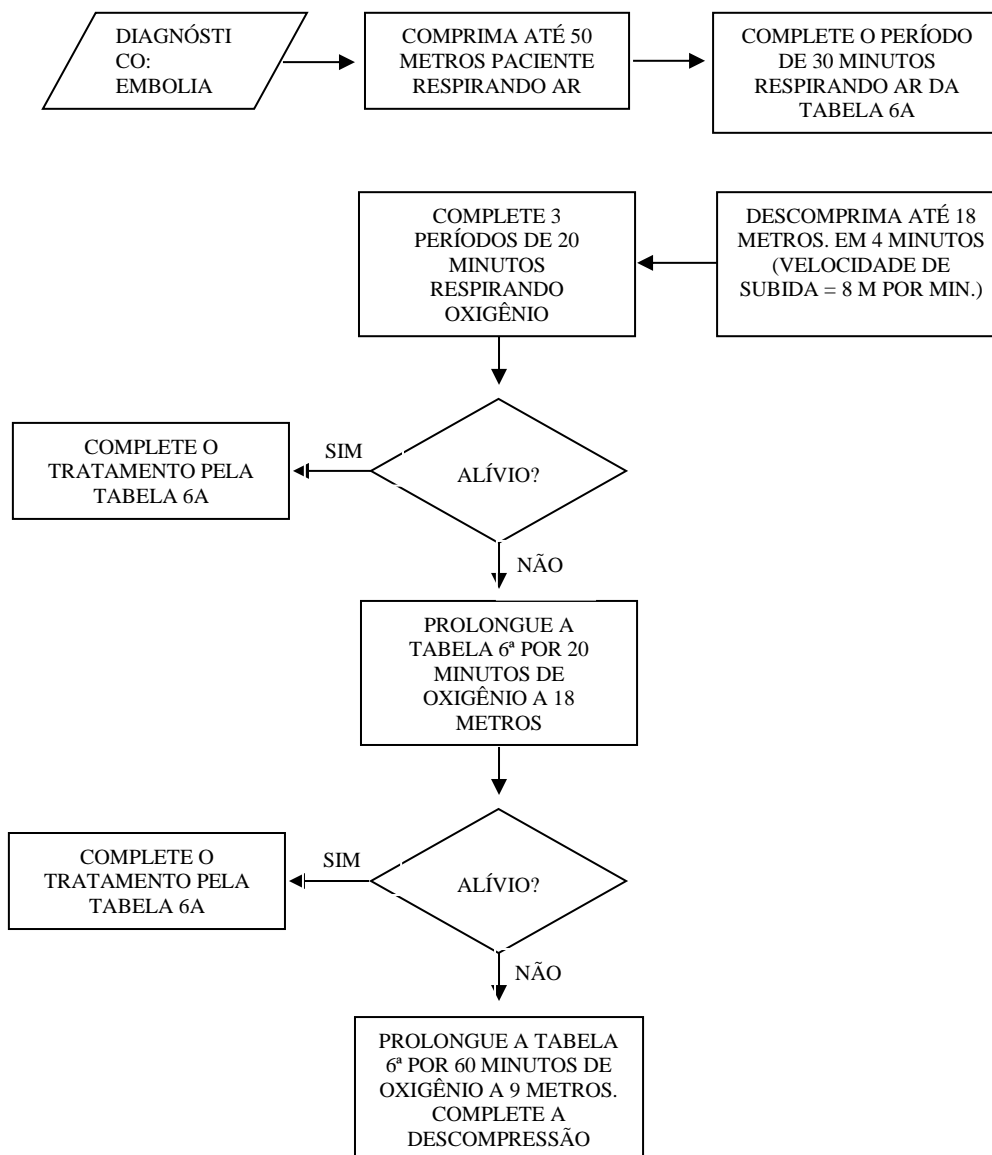 DIAGNÓSTI
CO:
EMBOLIA
COMPRIMA ATÉ 50
METROS PACIENTE
RESPIRANDO AR
COMPLETE O PERÍODO
DE 30 MINUTOS
RESPIRANDO AR DA
TABELA 6A
DESCOMPRIMA ATÉ 18
METROS. EM 4 MINUTOS
(VELOCIDADE DE
SUBIDA = 8 M POR MIN.)
COMPLETE 3
PERÍODOS DE 20
MINUTOS
RESPIRANDO
OXIGÊNIO
ALÍVIO?
SIM
COMPLETE O
TRATAMENTO PELA
TABELA 6A
NÃO
PROLONGUE A
TABELA 6ª POR 20
MINUTOS DE
OXIGÊNIO A 18
METROS
ALÍVIO?
SIM
COMPLETE O
TRATAMENTO PELA
TABELA 6A
NÃO
PROLONGUE A TABELA
6ª POR 60 MINUTOS DE
OXIGÊNIO A 9 METROS.
COMPLETE A
DESCOMPRESSÃO